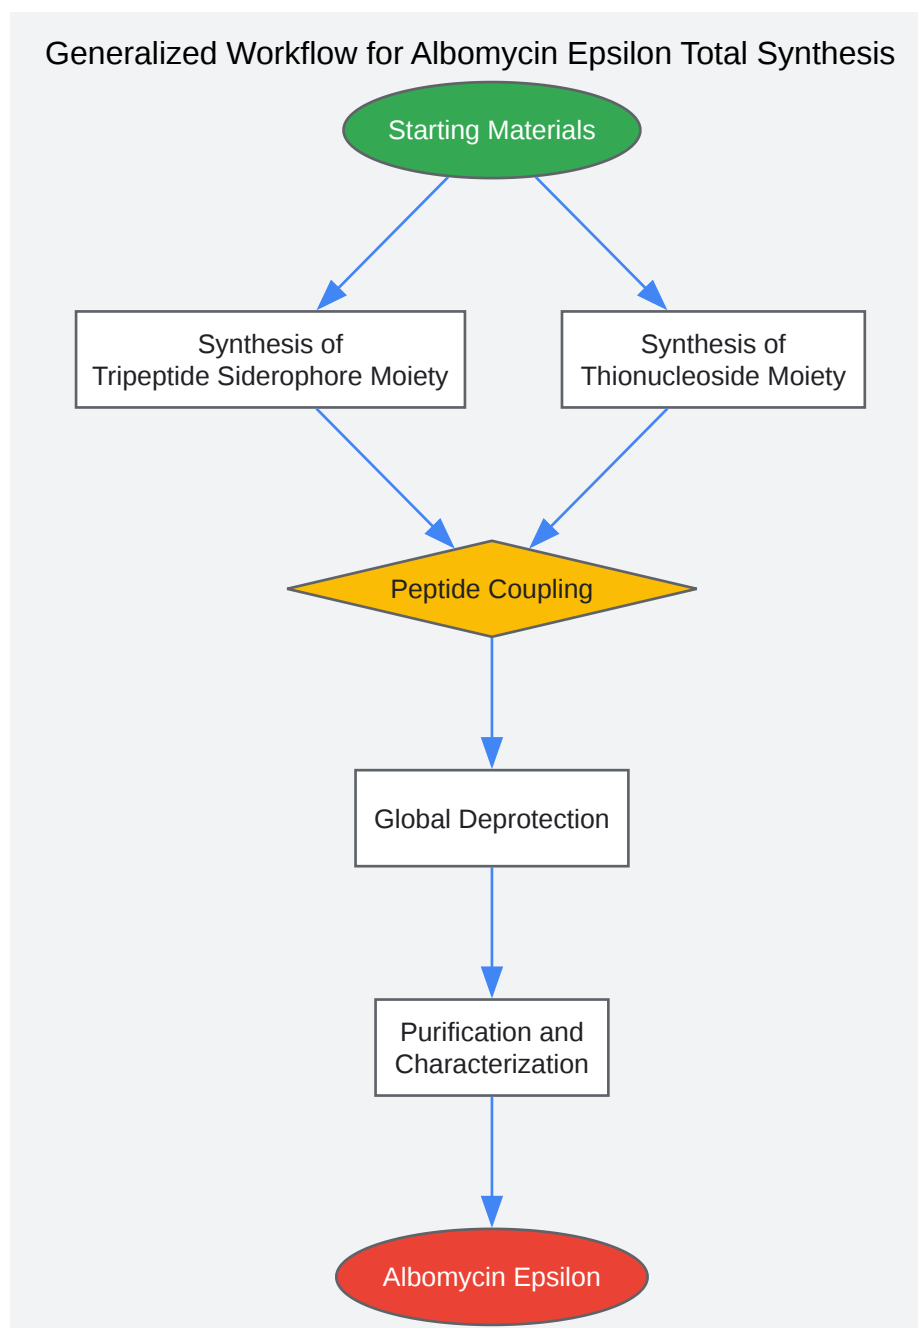 Generalized Workflow for Albomycin Epsilon Total Synthesis
Starting Materials
Synthesis of
Tripeptide Siderophore Moiety
Synthesis of
Thionucleoside Moiety
Peptide Coupling
Global Deprotection
Purification and
Characterization
Albomycin Epsilon